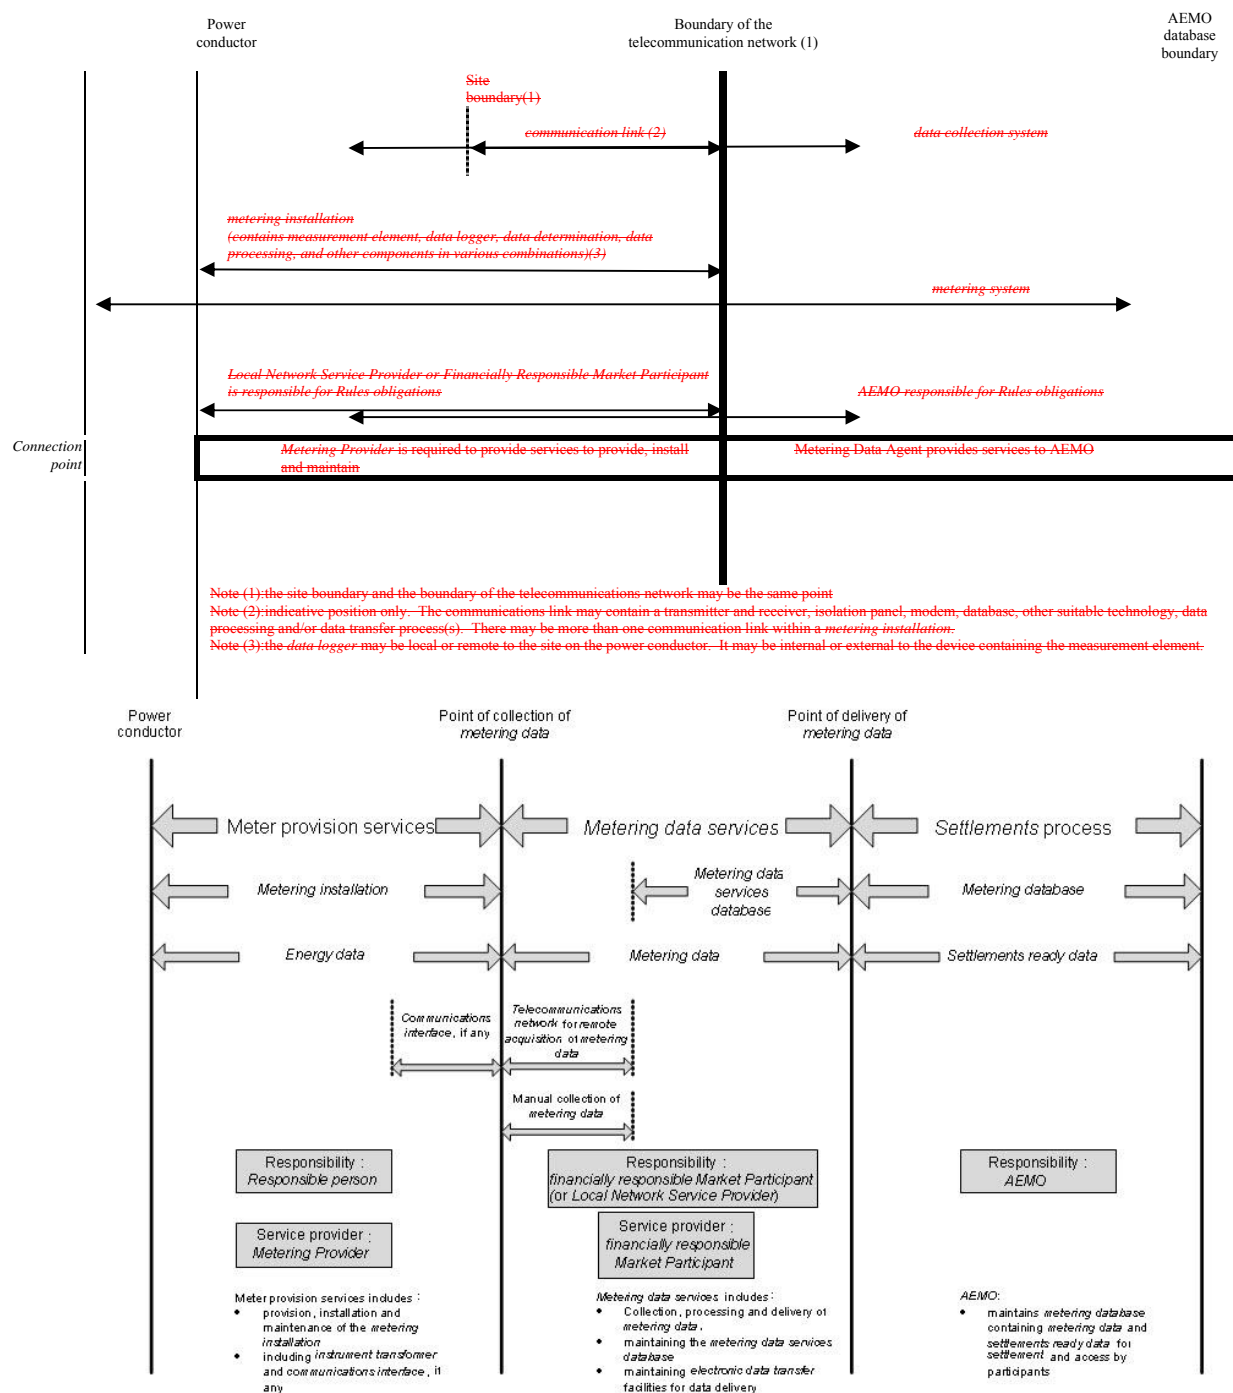 Power
conductor
Boundary of the
telecommunication network (1)
AEMO
database
boundary
Site
boundary(1)
communication link (2)
data collection system
metering installation
(contains measurement element, data logger, data determination, data
processing, and other components in various combinations)(3)
metering system
Local Network Service Provider or Financially Responsible Market Participant
is responsible for Rules obligations
AEMO responsible for Rules obligations
Connection
point
Metering Provider is required to provide services to provide, install
and maintain
Metering Data Agent provides services to AEMO
Note (1):the site boundary and the boundary of the telecommunications network may be the same point
Note (2):indicative position only.  The communications link may contain a transmitter and receiver, isolation panel, modem, database, other suitable technology, data
processing and/or data transfer process(s).  There may be more than one communication link within a metering installation.
Note (3):the data logger may be local or remote to the site on the power conductor.  It may be internal or external to the device containing the measurement element.
Power
conductor
Point of collection of
metering data
Point of delivery of
metering data
Meter provision services
Metering data services
Settlements process
Metering installation
Metering data
services
database
Metering database
Energy data
Metering data
Settlements ready data
Communications
interface, if any
Telecommunications
network for remote
acquisition of metering
data
Manual collection of
metering data
Responsibility :
Responsible person
Responsibility :
financially responsible Market Participant
(or Local Network Service Provider)
Responsibility :
AEMO
Service provider :
Metering Provider
Service provider :
financially responsible
Market Participant
Meter provision services includes :
• provision, installation and
maintenance of the metering
installation
• including instrument transformer
and communications interface, if
any
Metering data services includes :
• Collection, processing and delivery of
metering data,
• maintaining the metering data services
database
• maintaining electronic data transfer
facilities for data delivery
AEMO:
• maintains metering database
containing metering data and
settlements ready data for
settlement and access by
participants